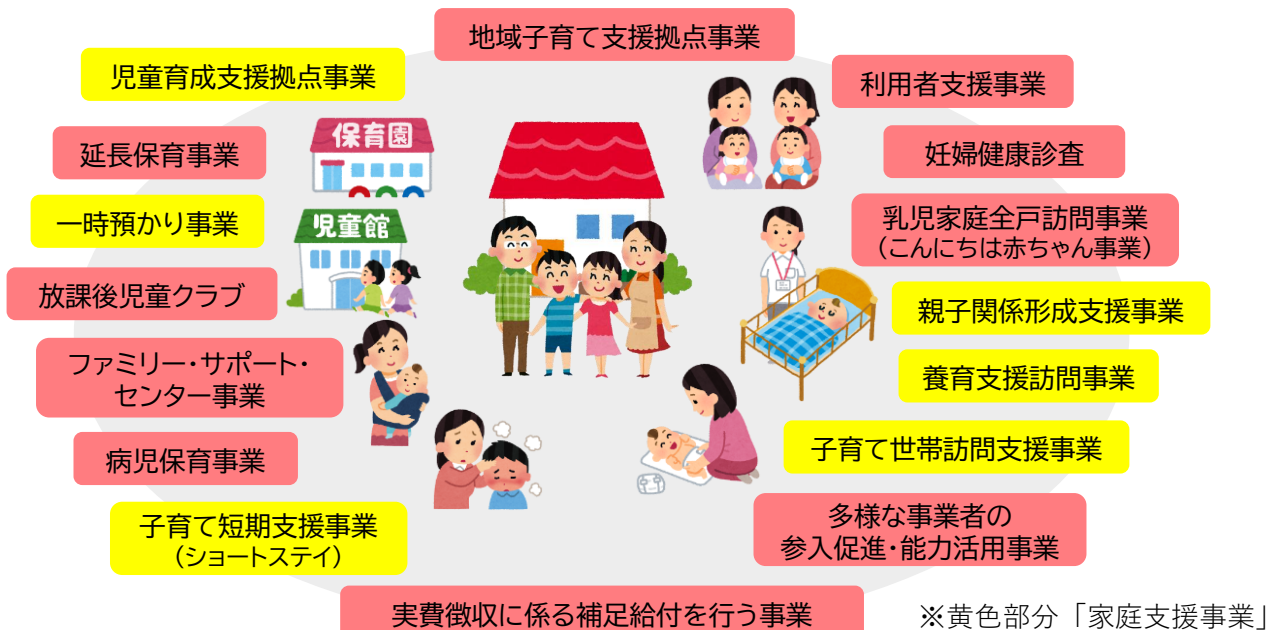 地域子育て支援拠点事業
児童育成支援拠点事業
利用者支援事業
延長保育事業
保育園
妊婦健康診査
一時預かり事業
児童館
乳児家庭全戸訪問事業
（こんにちは赤ちゃん事業）
放課後児童クラブ
親子関係形成支援事業
ファミリー・サポート・
センター事業
養育支援訪問事業
病児保育事業
子育て世帯訪問支援事業
子育て短期支援事業
（ショートステイ）
多様な事業者の
参入促進・能力活用事業
実費徴収に係る補足給付を行う事業
※黄色部分「家庭支援事業」